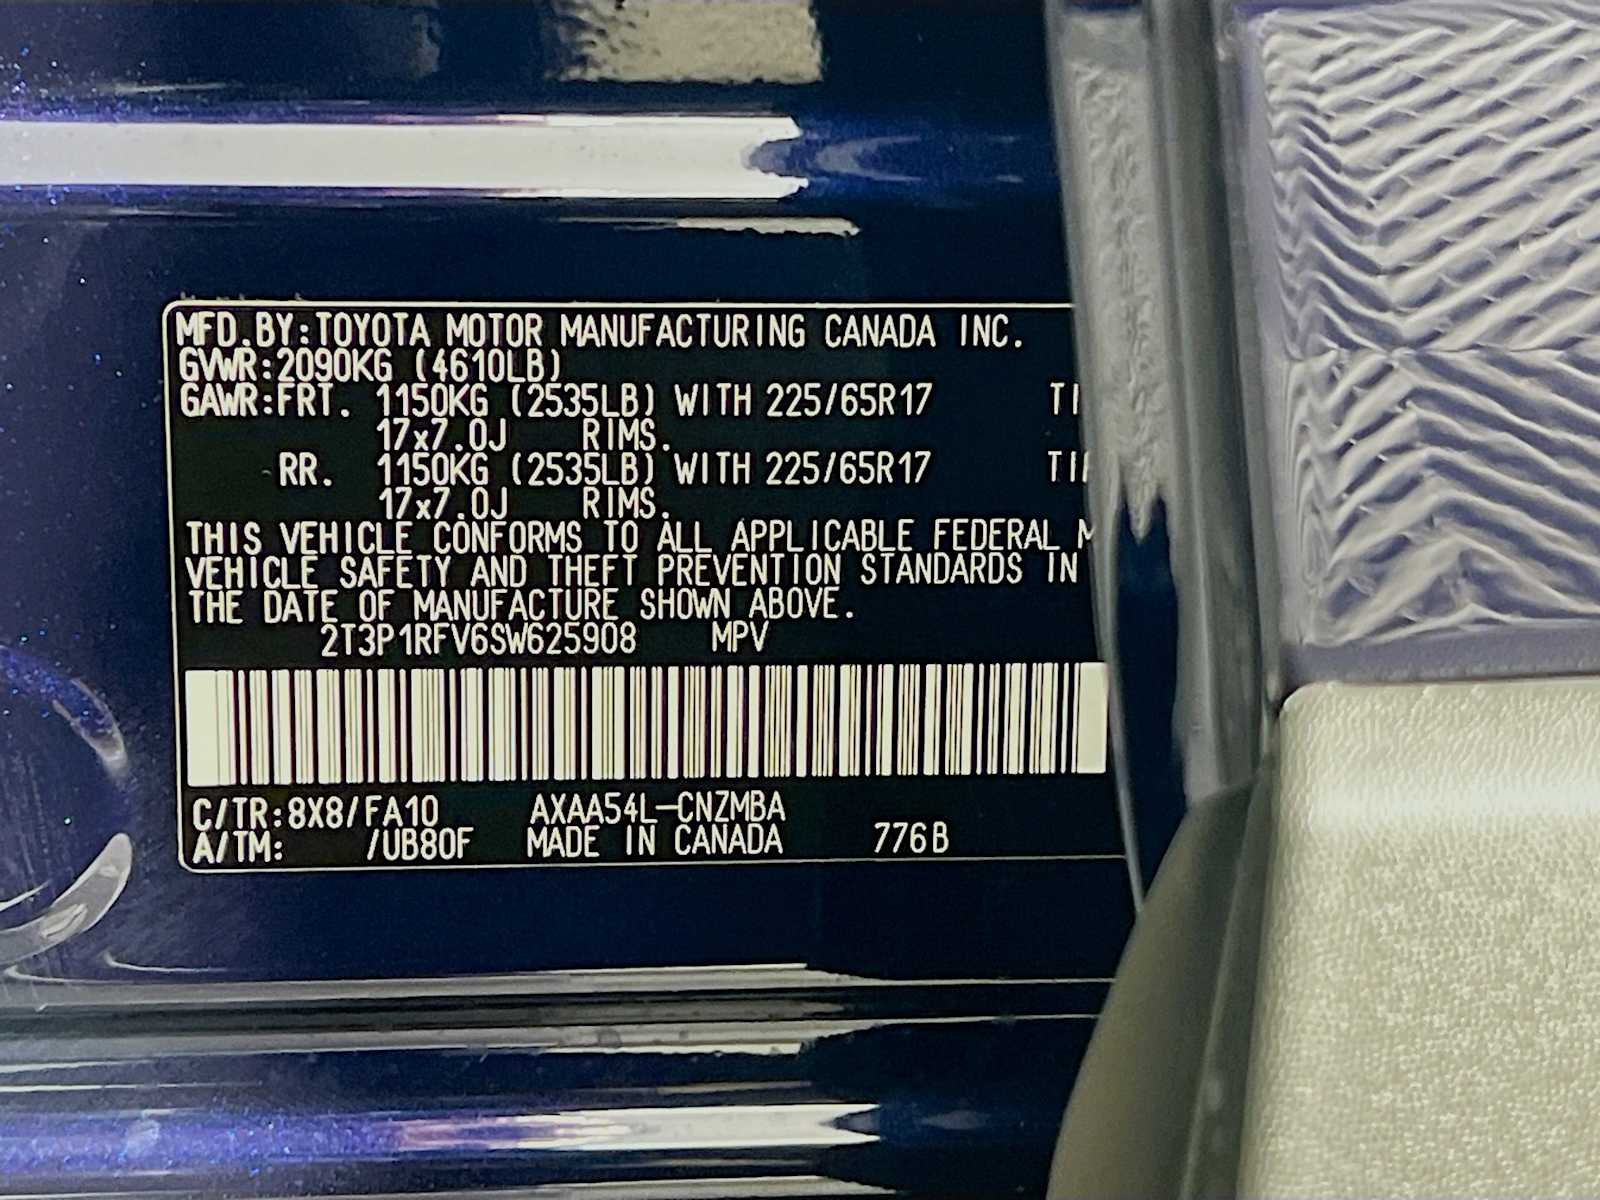 MFD.BY:TOYOTA MOTOR MANUFACTURING CANADA INC.
GVWR:2090KG (4610LB)
GAWR:FRT. 1150KG (2535LB) WITH 225/65R17
17x7.0J RIMS.
RR. 1150KG (2535LB) WITH 225/65R17
17x7.0J RIMS.
THIS VEHICLE CONFORMS TO ALL APPLICABLE FEDERAL
VEHICLE SAFETY AND THEFT PREVENTION STANDARDS IN
THE DATE OF MANUFACTURE SHOWN ABOVE.
2T3P1RFV6SW625908 MPV
C/TR:8X8/FA10 AXAA54L-CNZMBA
A/TM: /UB80F MADE IN CANADA 776B